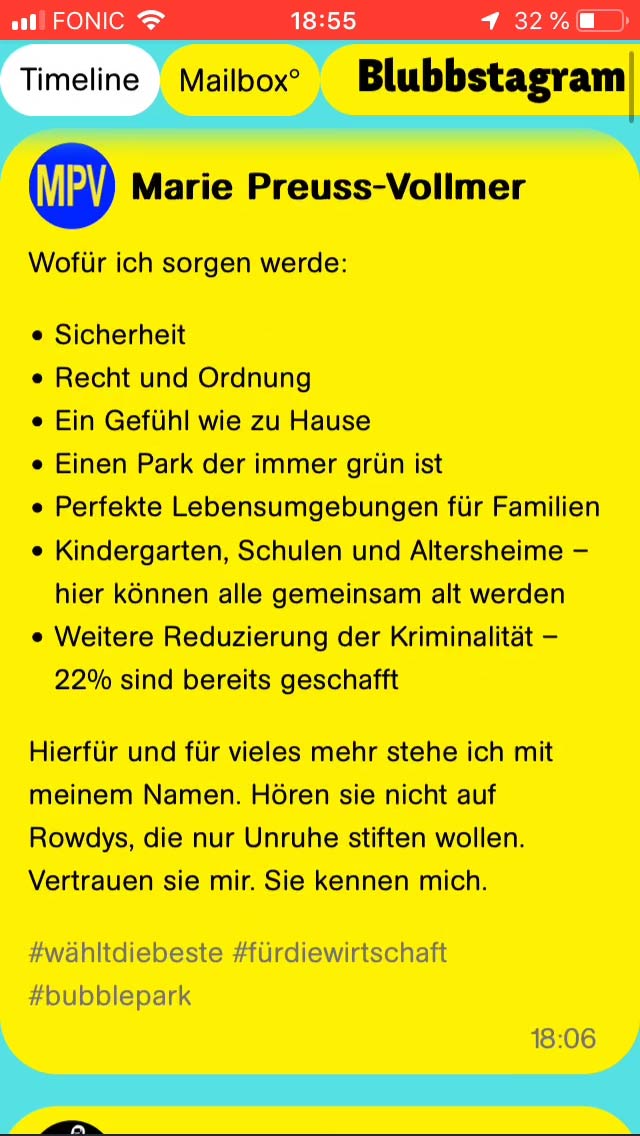 FONIC 18:55 32 %
Timeline Mailbox° Blubbstagram
MPV Marie Preuss-Vollmer
Wofür ich sorgen werde:
• Sicherheit
• Recht und Ordnung
• Ein Gefühl wie zu Hause
• Einen Park der immer grün ist
• Perfekte Lebensumgebungen für Familien
• Kindergarten, Schulen und Altersheime –
hier können alle gemeinsam alt werden
• Weitere Reduzierung der Kriminalität –
22% sind bereits geschafft
Hierfür und für vieles mehr stehe ich mit
meinem Namen. Hören sie nicht auf
Rowdys, die nur Unruhe stiften wollen.
Vertrauen sie mir. Sie kennen mich.
#wähltdiebeste #fürdiewirtschaft
#bubblepark
18:06